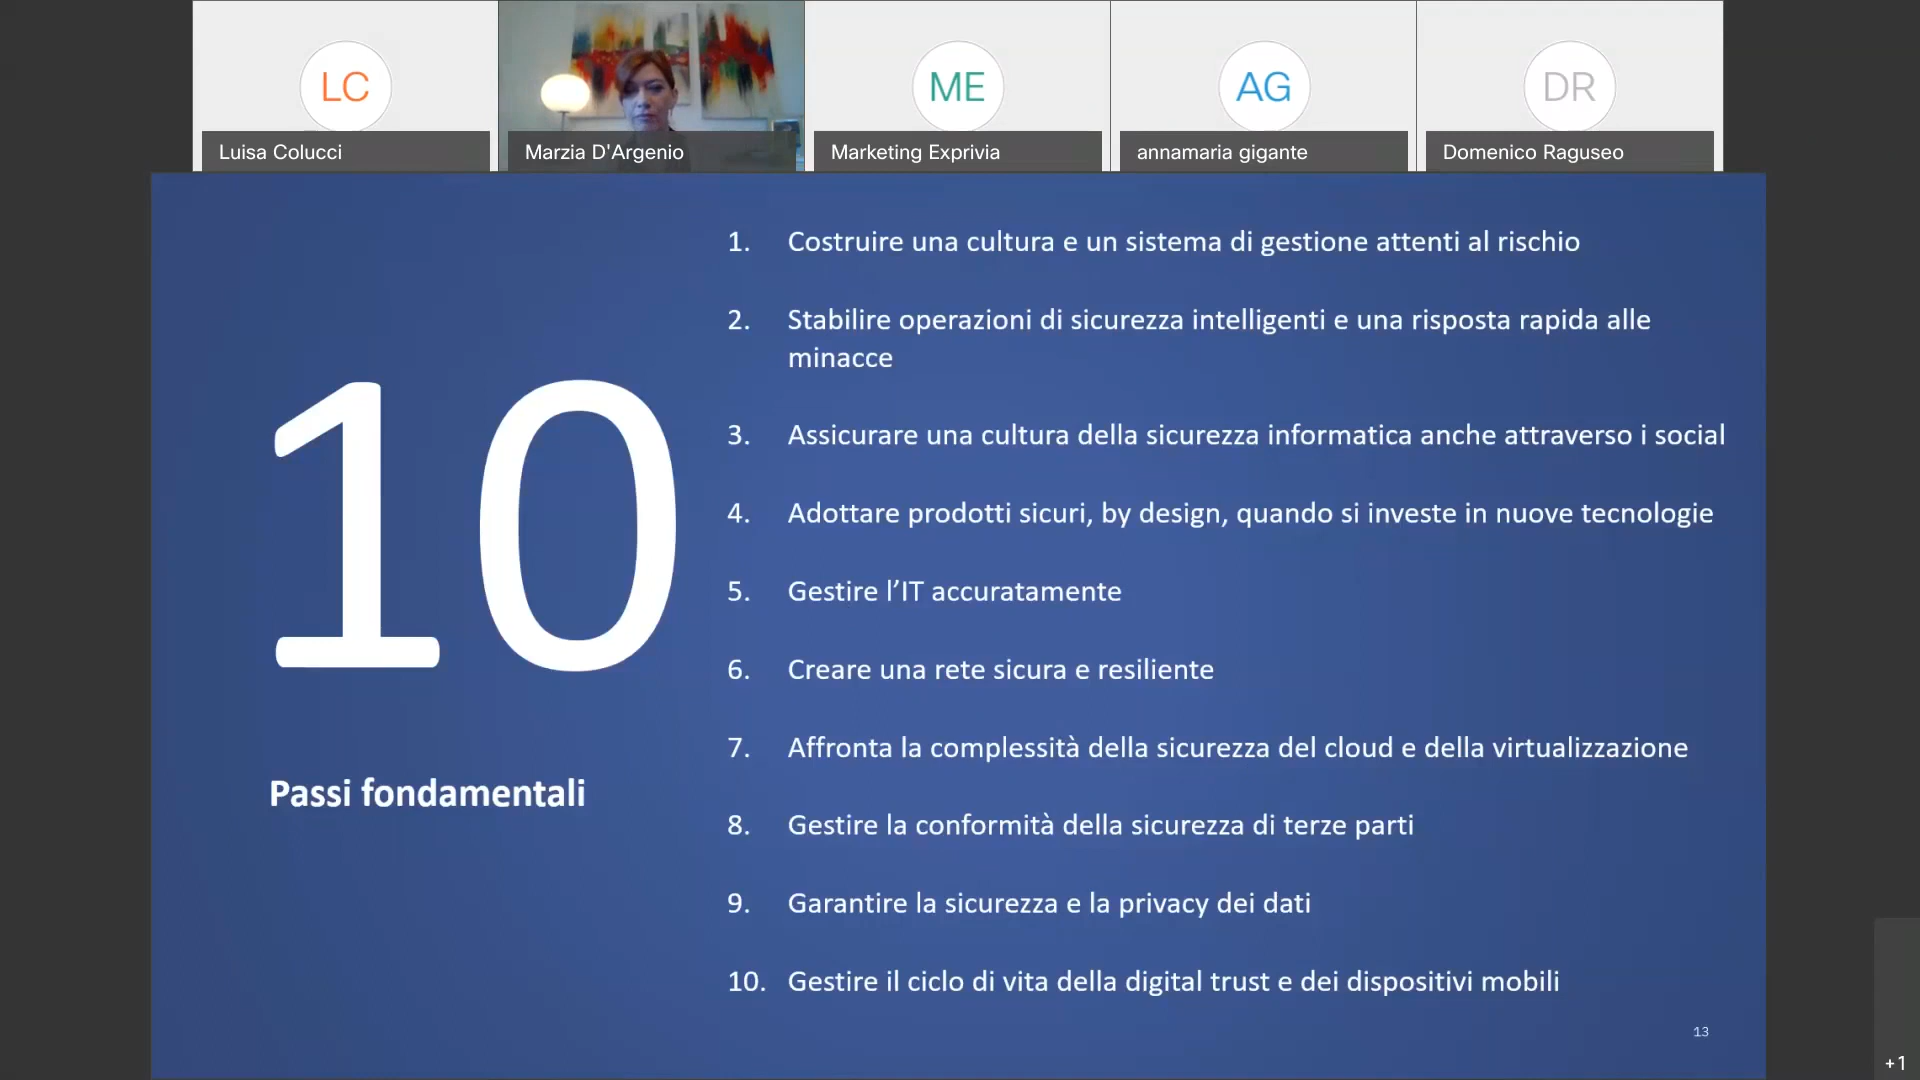 LC
ME
AG
DR
Luisa Colucci
Marzia D'Argenio
Marketing Exprivia
annamaria gigante
Domenico Raguseo
10
Passi fondamentali
1. Costruire una cultura e un sistema di gestione attenti al rischio
2. Stabilire operazioni di sicurezza intelligenti e una risposta rapida alle
minacce
3. Assicurare una cultura della sicurezza informatica anche attraverso i social
4. Adottare prodotti sicuri, by design, quando si investe in nuove tecnologie
5. Gestire l’IT accuratamente
6. Creare una rete sicura e resiliente
7. Affronta la complessità della sicurezza del cloud e della virtualizzazione
8. Gestire la conformità della sicurezza di terze parti
9. Garantire la sicurezza e la privacy dei dati
10. Gestire il ciclo di vita della digital trust e dei dispositivi mobili
13
+1